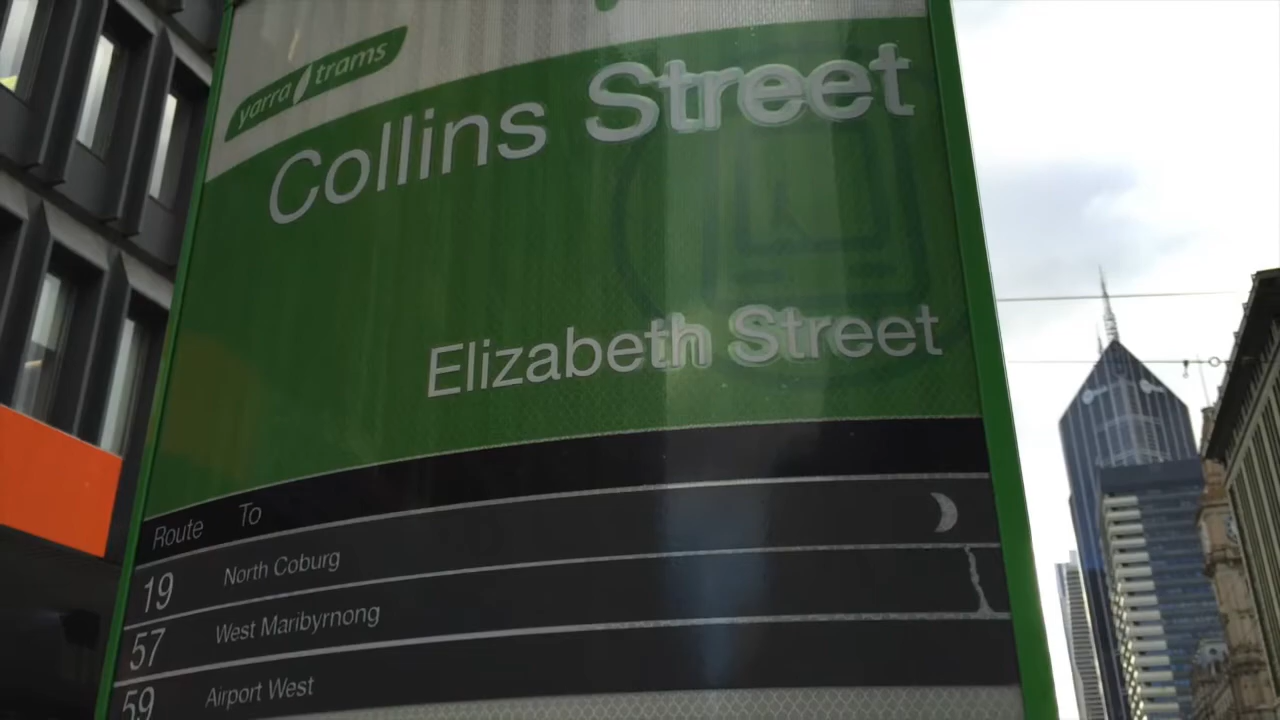 yarra trams
Collins Street
Elizabeth Street
Route To
19 North Coburg
57 West Maribyrnong
59 Airport West